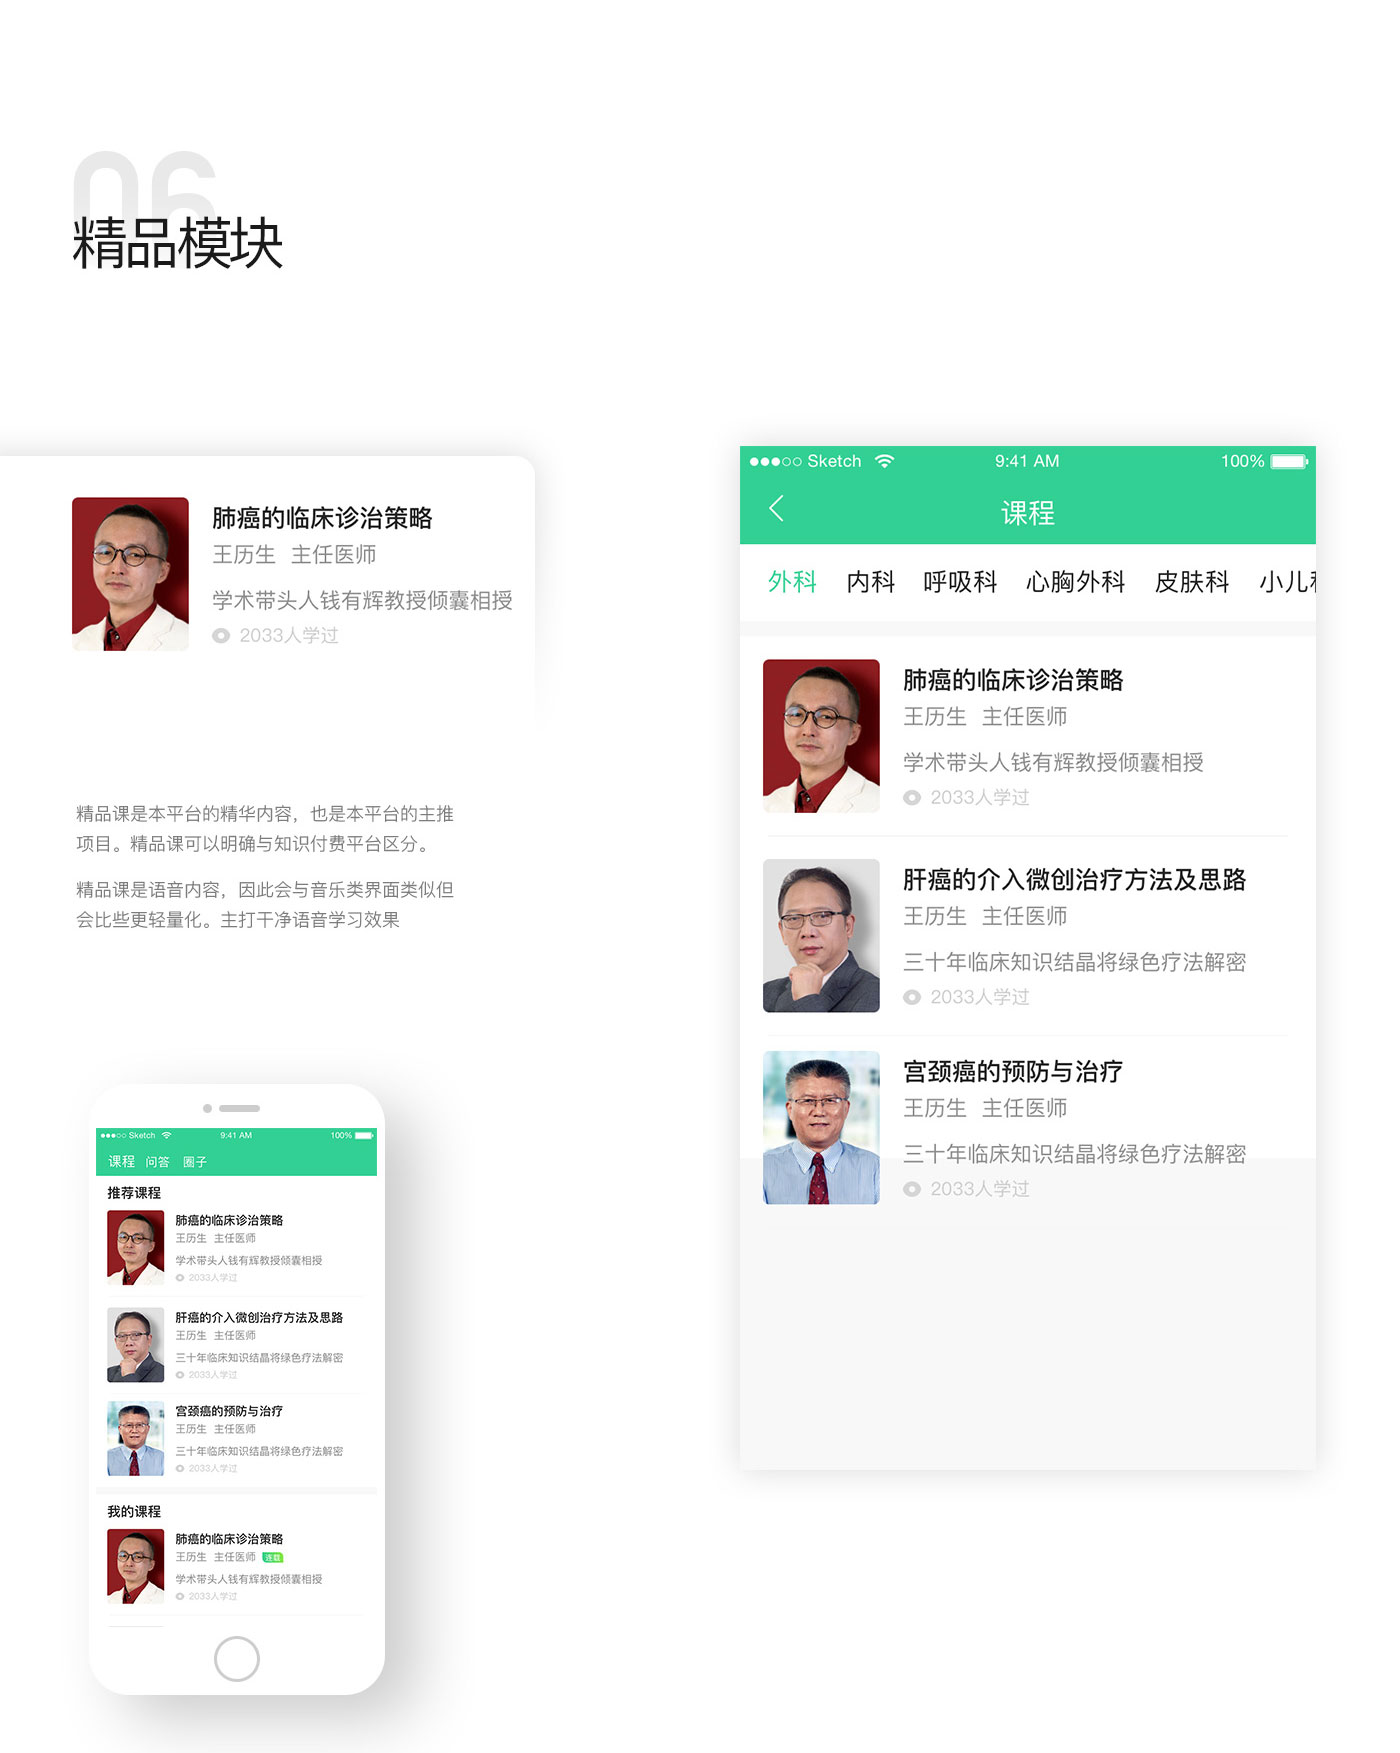 06
精品模块
肺癌的临床诊治策略
王历生 主任医师
学术带头人钱有辉教授倾囊相授
2033人学过
精品课是本平台的精华内容，也是本平台的主推
项目。精品课可以明确与知识付费平台区分。
精品课是语音内容，因此会与音乐类界面类似但
会比些更轻量化。主打干净语音学习效果
Sketch 9:41 AM 100%
课程 问答 圈子
推荐课程
肺癌的临床诊治策略
王历生 主任医师
学术带头人钱有辉教授倾囊相授
2033人学过
肝癌的介入微创治疗方法及思路
王历生 主任医师
三十年临床知识结晶将绿色疗法解密
2033人学过
宫颈癌的预防与治疗
王历生 主任医师
三十年临床知识结晶将绿色疗法解密
2033人学过
我的课程
肺癌的临床诊治策略
王历生 主任医师 连载
学术带头人钱有辉教授倾囊相授
2033人学过
Sketch 9:41 AM 100%
课程
外科 内科 呼吸科 心胸外科 皮肤科 小儿科
肺癌的临床诊治策略
王历生 主任医师
学术带头人钱有辉教授倾囊相授
2033人学过
肝癌的介入微创治疗方法及思路
王历生 主任医师
三十年临床知识结晶将绿色疗法解密
2033人学过
宫颈癌的预防与治疗
王历生 主任医师
三十年临床知识结晶将绿色疗法解密
2033人学过